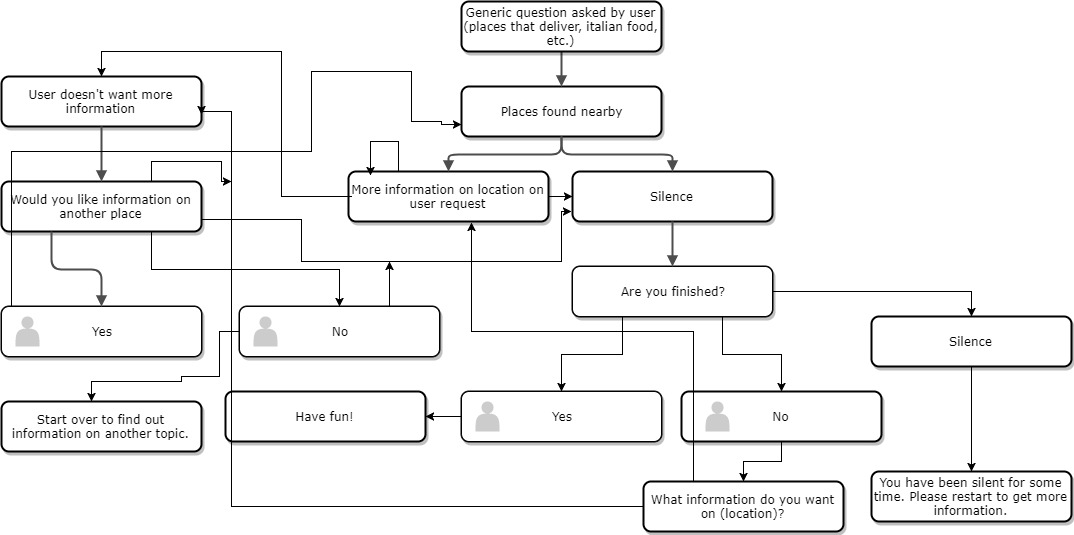 Generic question asked by user
(places that deliver, italian food,
etc.)
User doesn't want more
information
Places found nearby
Would you like information on
another place
More information on location on
user request
Silence
Are you finished?
Yes
No
Silence
Start over to find out
information on another topic.
Have fun!
Yes
No
What information do you want
on (location)?
You have been silent for some
time. Please restart to get more
information.